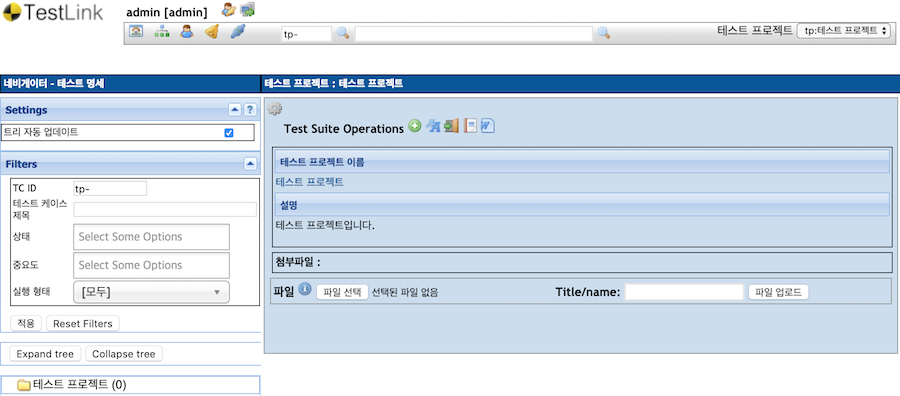 TestLink
admin [admin]
tp-
테스트 프로젝트 tp:테스트 프로젝트
네비게이터 - 테스트 명세
Settings
?
트리 자동 업데이트
Filters
TC ID tp-
테스트 케이스
제목
상태 Select Some Options
중요도 Select Some Options
실행 형태 [모두]
적용 Reset Filters
Expand tree Collapse tree
테스트 프로젝트 (0)
테스트 프로젝트 : 테스트 프로젝트
Test Suite Operations
테스트 프로젝트 이름
테스트 프로젝트
설명
테스트 프로젝트입니다.
첨부파일 :
파일 파일 선택 선택된 파일 없음 Title/name: 파일 업로드